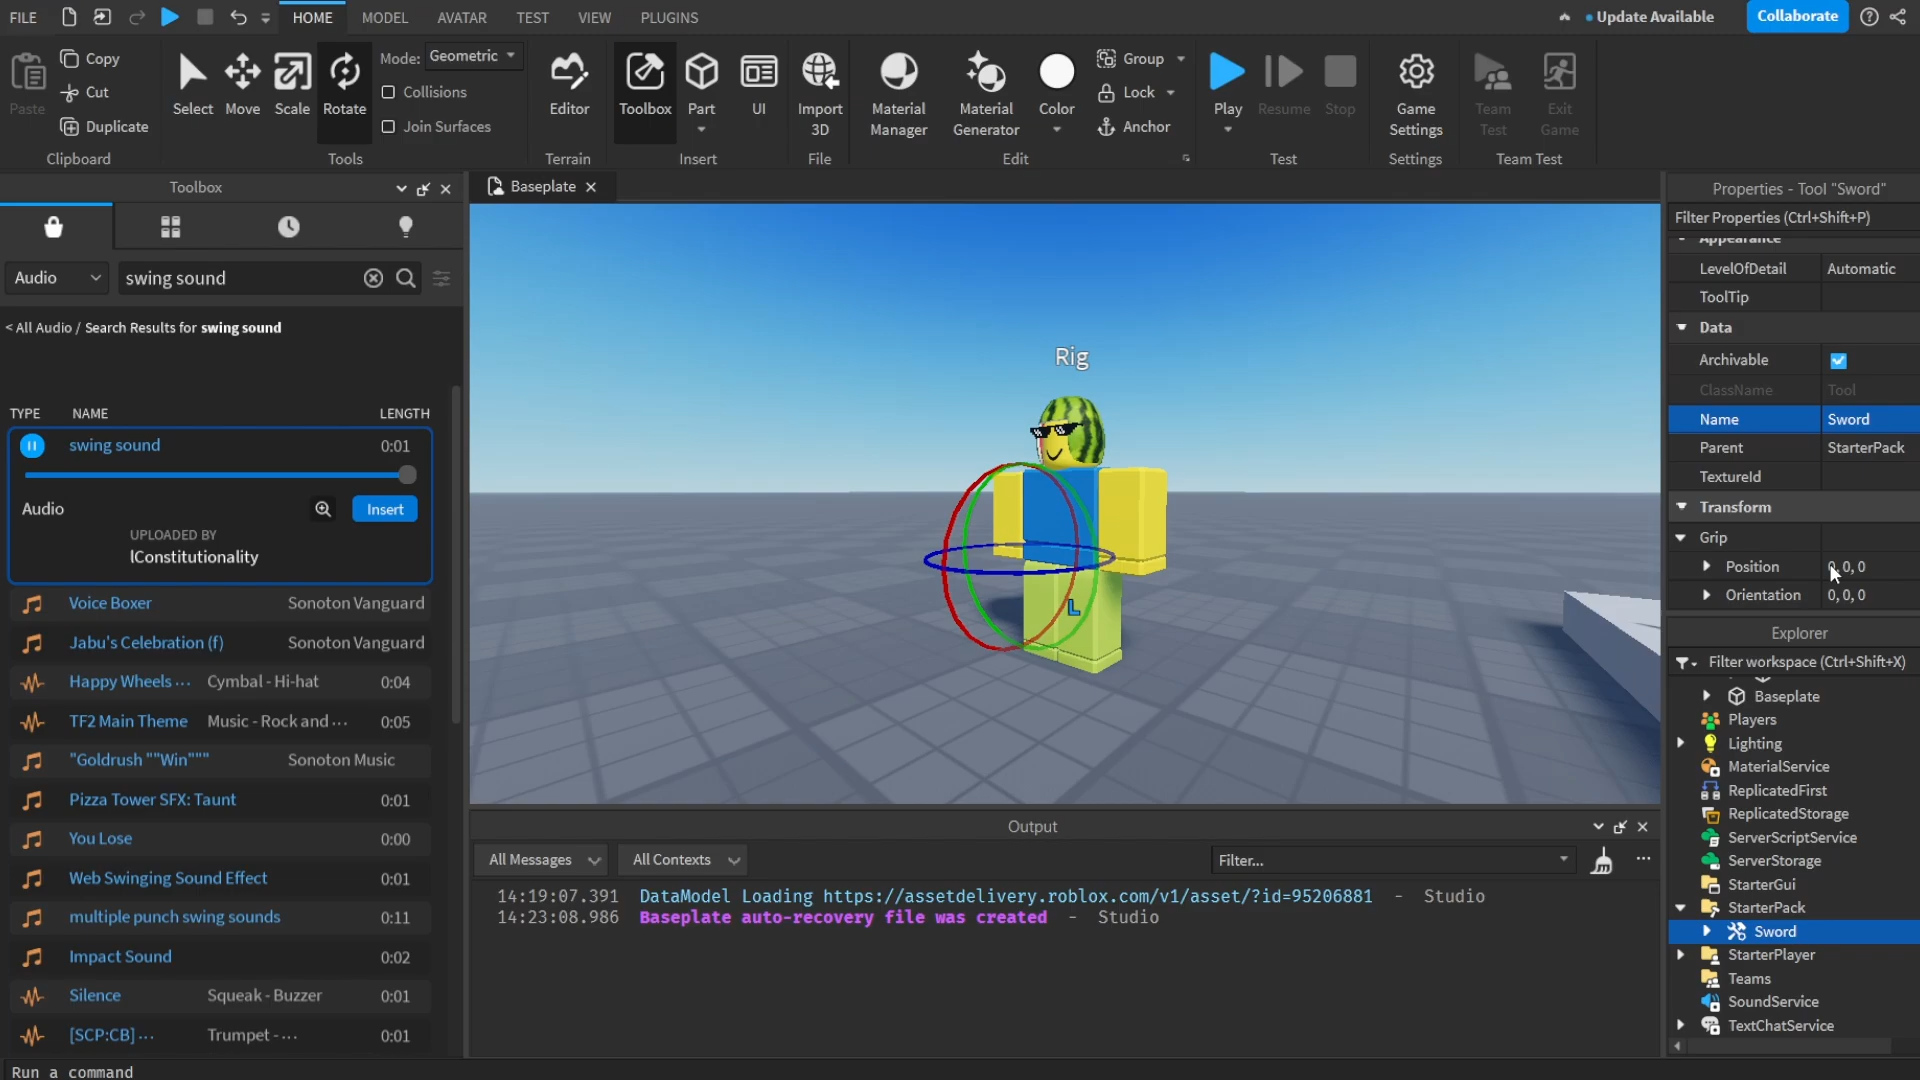 FILE
HOME
MODEL
AVATAR
TEST
VIEW
PLUGINS
Update Available
Collaborate
Paste
Copy
Cut
Duplicate
Clipboard
Select
Move
Scale
Rotate
Mode: Geometric
Collisions
Join Surfaces
Tools
Editor
Terrain
Toolbox
Part
UI
Insert
Import
3D
File
Material
Manager
Material
Generator
Color
Group
Lock
Anchor
Edit
Play
Resume
Stop
Test
Game
Settings
Settings
Team
Test
Exit
Game
Team Test
Toolbox
Audio
swing sound
< All Audio / Search Results for swing sound
TYPE NAME LENGTH
swing sound 0:01
Audio
Insert
UPLOADED BY
lConstitutionality
Voice Boxer Sonoton Vanguard
Jabu's Celebration (f) Sonoton Vanguard
Happy Wheels ... Cymbal - Hi-hat 0:04
TF2 Main Theme Music - Rock and ... 0:05
"Goldrush ""Win""" Sonoton Music
Pizza Tower SFX: Taunt 0:01
You Lose 0:00
Web Swinging Sound Effect 0:01
multiple punch swing sounds 0:11
Impact Sound 0:02
Silence Squeak - Buzzer 0:01
[SCP:CB] ... Trumpet - ... 0:01
Run a command
Baseplate
Rig
L
Output
All Messages
All Contexts
Filter...
14:19:07.391 DataModel Loading https://assetdelivery.roblox.com/v1/asset/?id=95206881 - Studio
14:23:08.986 Baseplate auto-recovery file was created - Studio
Properties - Tool "Sword"
Filter Properties (Ctrl+Shift+P)
Appearance
LevelOfDetail Automatic
ToolTip
Data
Archivable
ClassName Tool
Name Sword
Parent StarterPack
TextureId
Transform
Grip
Position 0, 0, 0
Orientation 0, 0, 0
Explorer
Filter workspace (Ctrl+Shift+X)
Baseplate
Players
Lighting
MaterialService
ReplicatedFirst
ReplicatedStorage
ServerScriptService
ServerStorage
StarterGui
StarterPack
Sword
StarterPlayer
Teams
SoundService
TextChatService